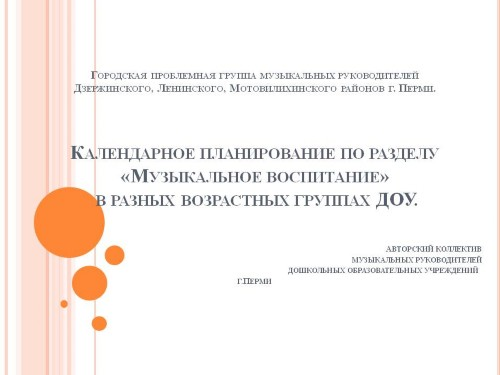 Городская проблемная группа музыкальных руководителей
Дзержинского, Ленинского, Мотовилихинского районов г. Перми.
Календарное планирование по разделу
«Музыкальное воспитание»
в разных возрастных группах ДОУ.
авторский коллектив
музыкальных руководителей
дошкольных образовательных учреждений
г.Перми